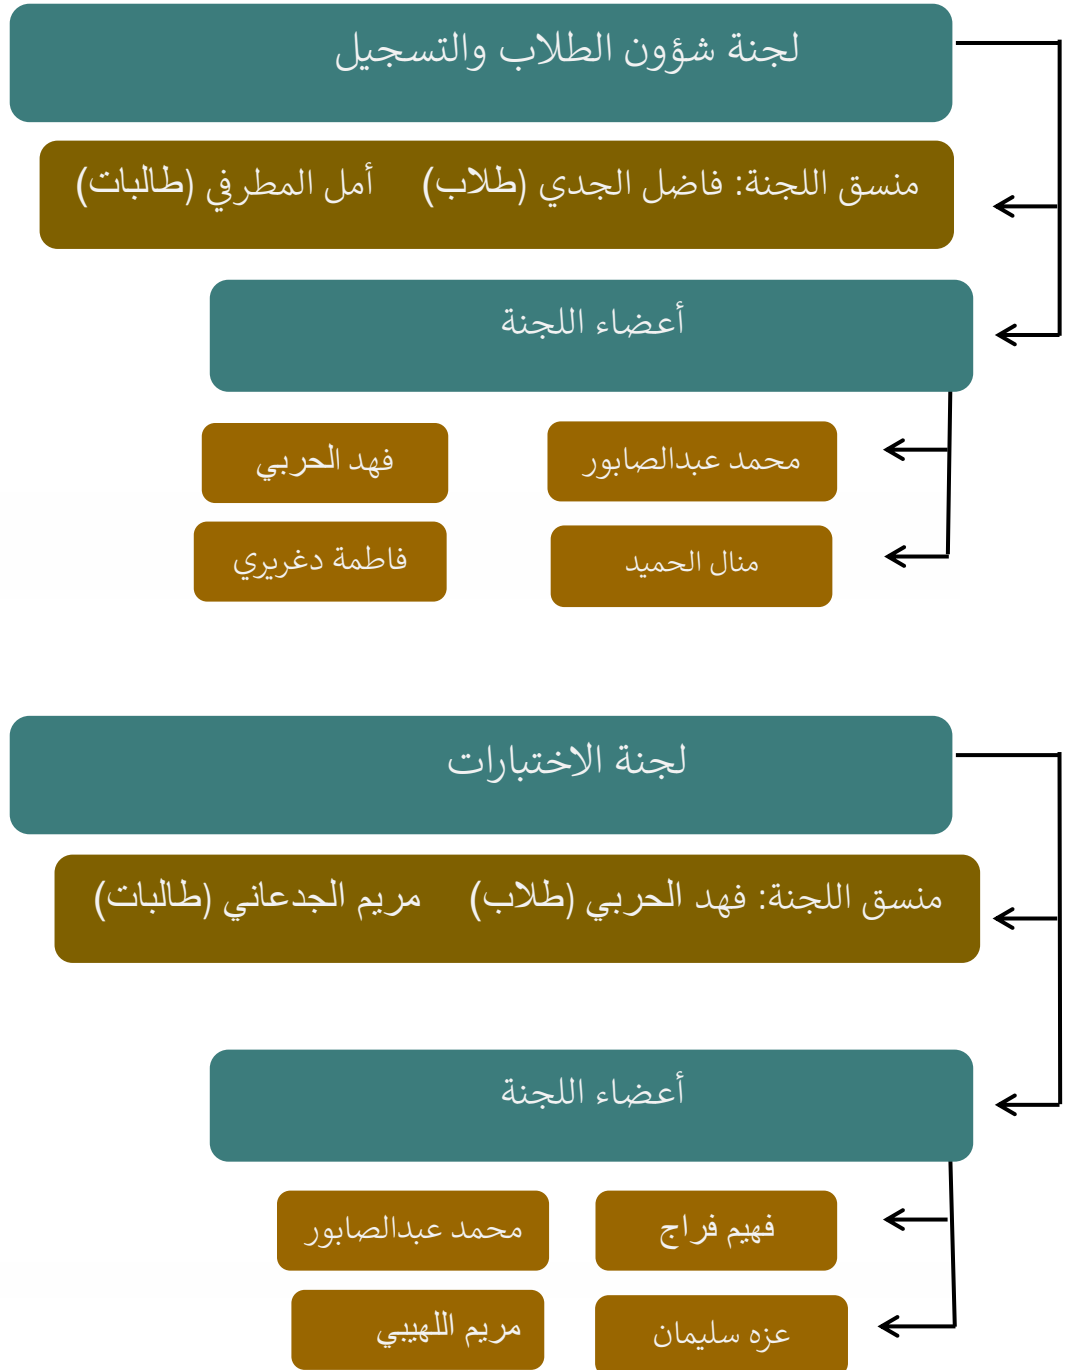 لجنة شؤون الطلاب والتسجيل
منسق اللجنة: فاضل الجدي (طلاب) أمل المطرفي (طالبات)
أعضاء اللجنة
محمد عبدالصابور
فهد الحربي
منال الحميد
فاطمة دغريري
لجنة الاختبارات
منسق اللجنة: فهد الحربي (طلاب) مريم الجدعاني (طالبات)
أعضاء اللجنة
فهيم فراج
محمد عبدالصابور
عزه سليمان
مريم اللهيبي